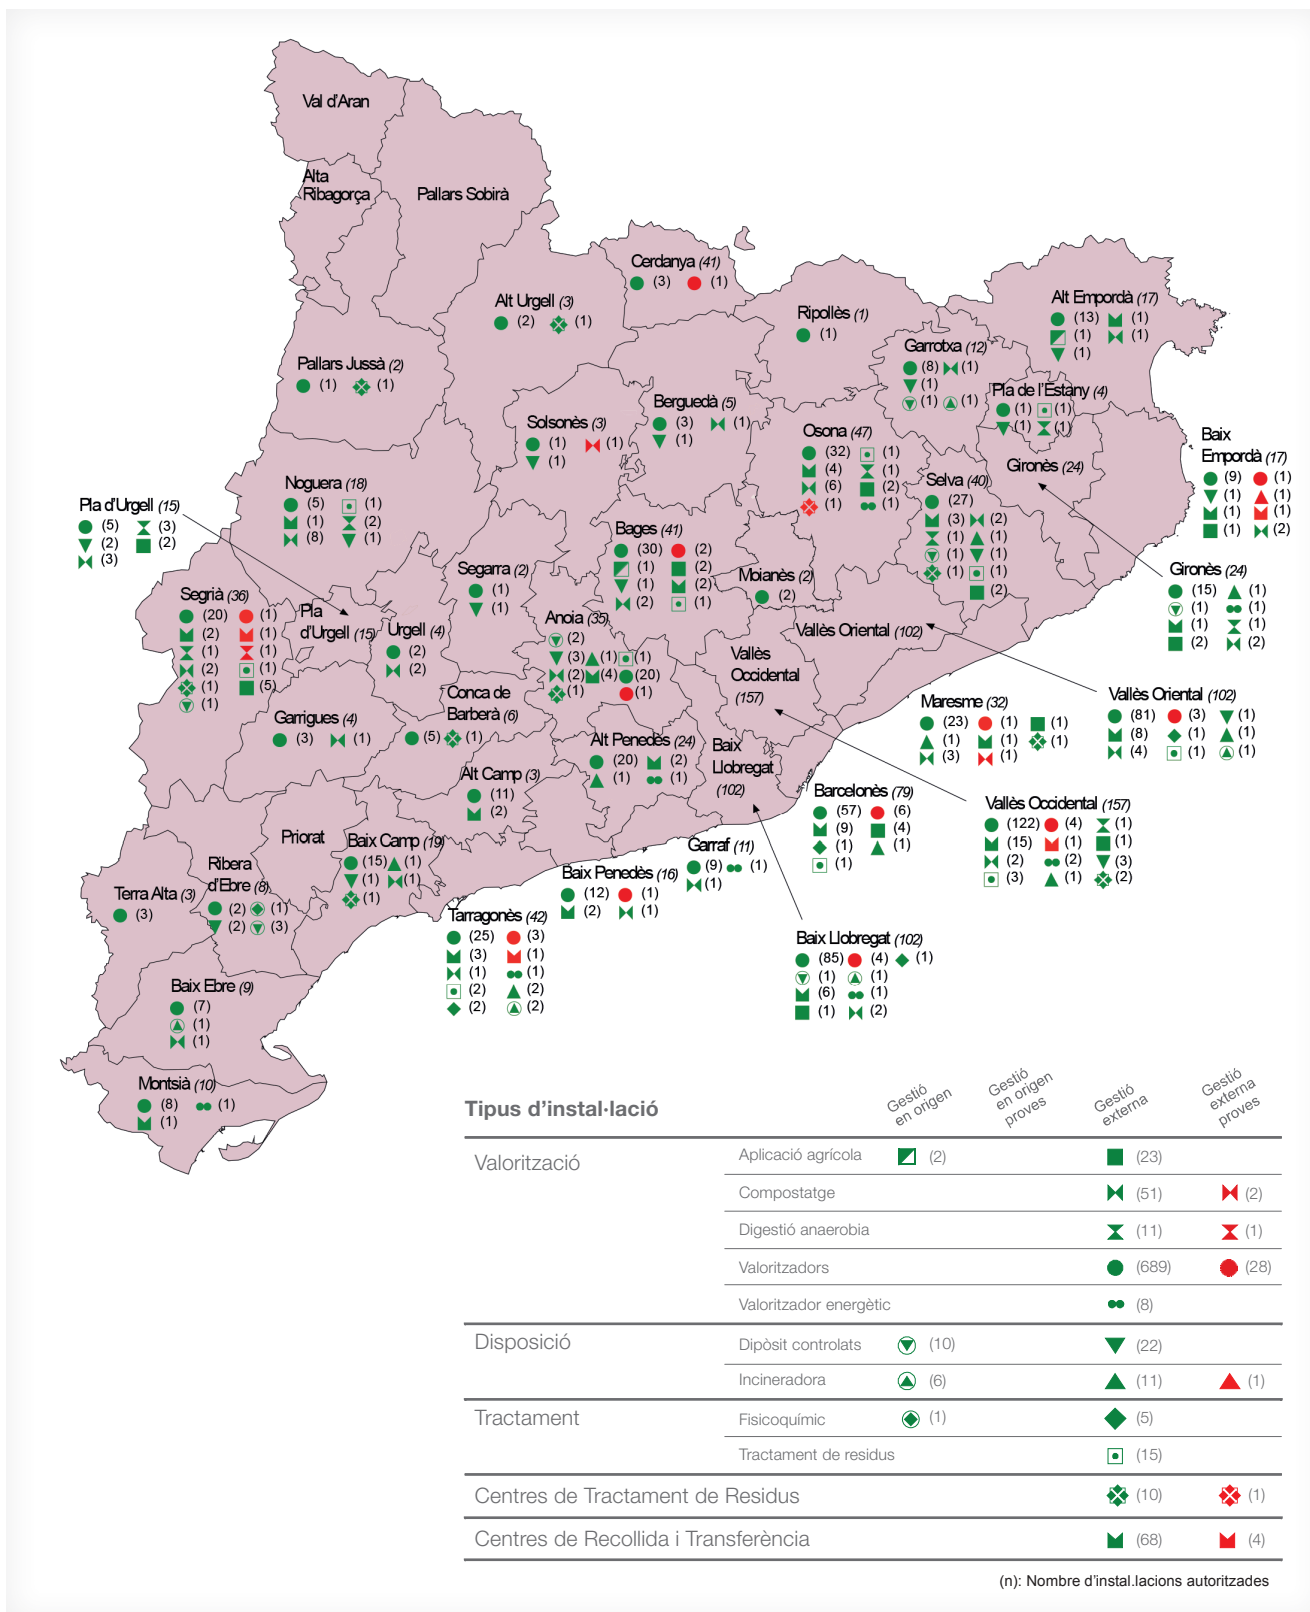 Val d'Aran
Alta
Ribagorça
Pallars Sobirà
Cerdanya (41)
(3) (1)
Alt Urgell (3)
(2) (1)
Ripollès (1)
(1)
Alt Empordà (17)
(13) (1)
(1) (1)
(1)
Garrotxa (12)
(8) (1)
(1)
(1) (1)
Pallars Jussà (2)
(1) (1)
Pla de l'Estany (4)
(1) (1)
(1) (1)
Berguedà (5)
(3) (1)
(1)
Solsonès (3)
(1) (1)
(1)
Osona (47)
(32) (1)
(4) (1)
(6) (2)
(1) (1)
Gironès (24)
Baix
Empordà (17)
(9) (1)
(1) (1)
(1) (1)
(1) (2)
Selva (40)
(27)
(3) (2)
(1) (1)
(1) (1)
(1) (1)
(2)
Noguera (18)
(5) (1)
(1) (2)
(8) (1)
Pla d'Urgell (15)
(5) (3)
(2) (2)
(3)
Bages (41)
(30) (2)
(1) (2)
(1) (2)
(2) (1)
Segarra (2)
(1)
(1)
Moianès (2)
(2)
Gironès (24)
(15) (1)
(1) (1)
(1) (1)
(2) (2)
Segrià (36)
(20) (1)
(2) (1)
(1) (1)
(2) (1)
(1) (5)
(1)
Pla
d'Urgell (15)
Urgell (4)
(2)
(2)
Anoia (35)
(2)
(3) (1) (1)
(2) (4) (20)
(1) (1)
Vallès Oriental (102)
Vallès
Occidental
(157)
Conca de
Barberà (6)
(5) (1)
Garrigues (4)
(3) (1)
Maresme (32)
(23) (1) (1)
(1) (1) (1)
(3) (1)
Vallès Oriental (102)
(81) (3) (1)
(8) (1) (1)
(4) (1) (1)
Alt Penedès (24)
(20) (2)
(1) (1)
Baix
Llobregat
(102)
Alt Camp (3)
(11)
(2)
Barcelonès (79)
(57) (6)
(9) (4)
(1) (1)
(1)
Vallès Occidental (157)
(122) (4) (1)
(15) (1) (1)
(2) (2) (3)
(3) (1) (2)
Priorat
Baix Camp (19)
(15) (1)
(1) (1)
(1)
Garraf (11)
(9) (1)
(1)
Baix Penedès (16)
(12) (1)
(2) (1)
Ribera
d'Ebre (8)
(2) (1)
(2) (3)
Terra Alta (3)
(3)
Tarragonès (42)
(25) (3)
(3) (1)
(1) (1)
(2) (2)
(2) (2)
Baix Llobregat (102)
(85) (4) (1)
(1) (1)
(6) (1)
(1) (2)
Baix Ebre (9)
(7)
(1)
(1)
Montsià (10)
(8) (1)
(1)
Tipus d'instal·lació
Gestió
en origen
Gestió
en origen
proves
Gestió
externa
Gestió
externa
proves
Valorització
Aplicació agrícola (2) (23)
Compostatge (51) (2)
Digestió anaerobia (11) (1)
Valoritzadors (689) (28)
Valoritzador energètic (8)
Disposició
Dipòsit controlats (10) (22)
Incineradora (6) (11) (1)
Tractament
Fisicoquímic (1) (5)
Tractament de residus (15)
Centres de Tractament de Residus (10) (1)
Centres de Recollida i Transferència (68) (4)
(n): Nombre d'instal.lacions autoritzades